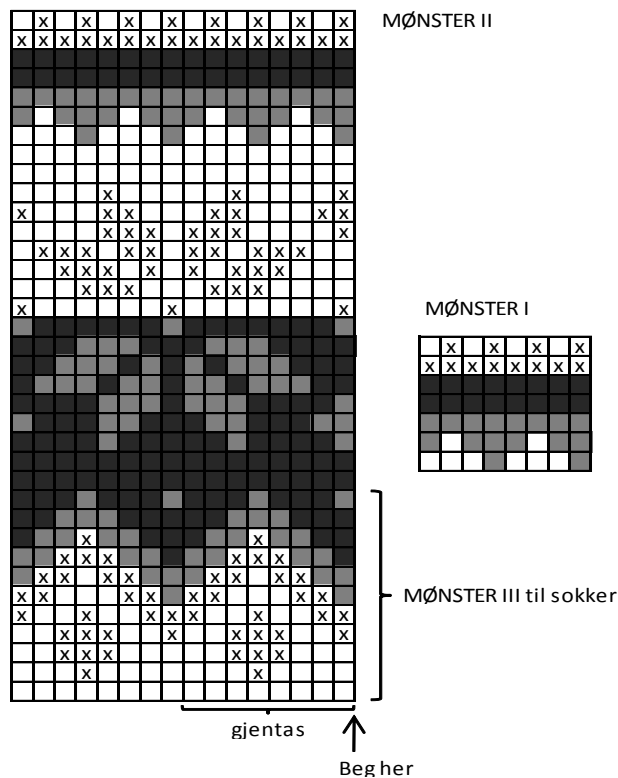 MØNSTER II
MØNSTER I
MØNSTER III til sokker
gjentas
Beg her